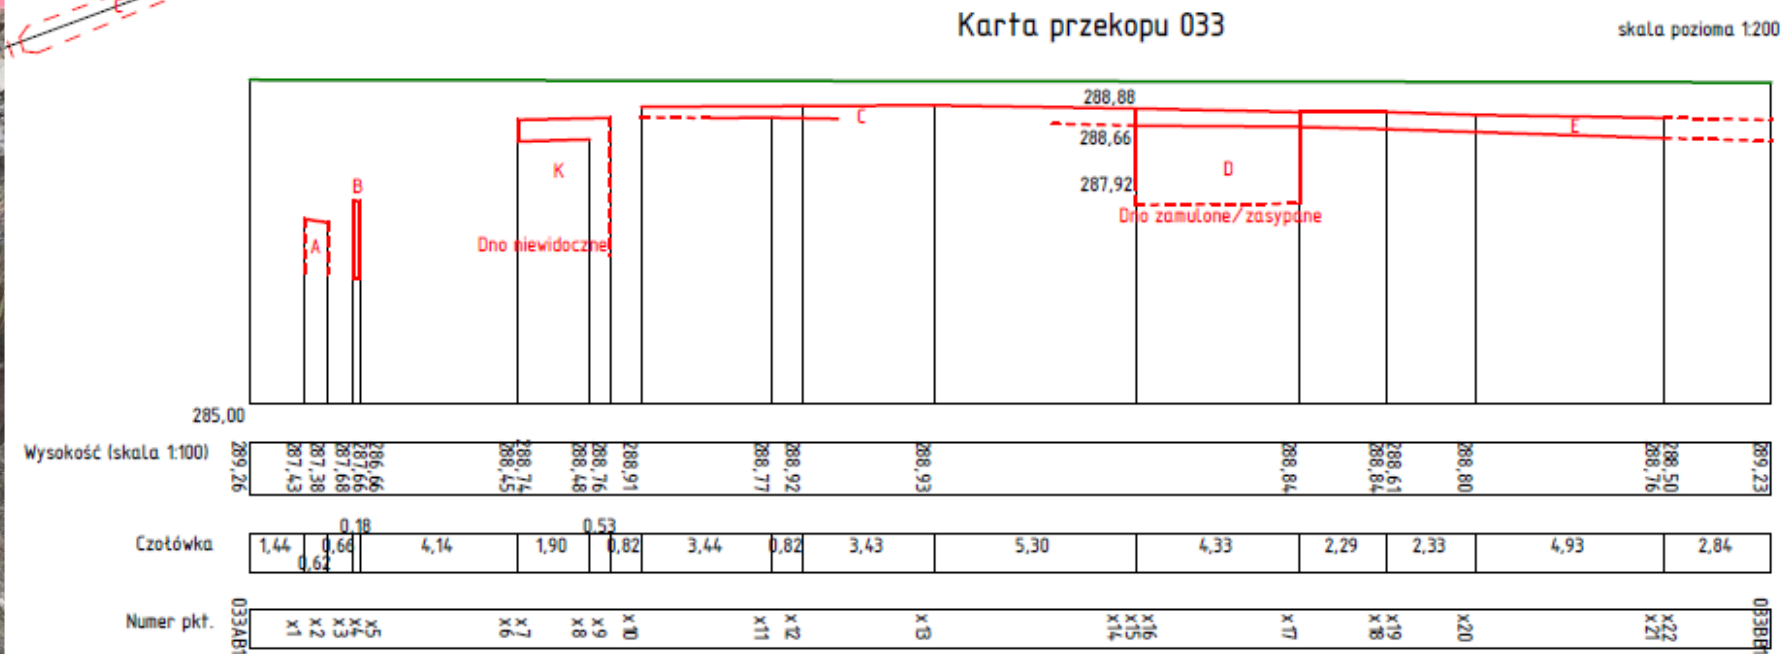 Karta przekopu 033
skala pozioma 1:200
288,88
C
E
288,66
K
D
287,92
B
Dno zamulone/zasypane
A
Dno niewidoczne
285,00
Wysokość (skala 1:100) 289,26 287,43 287,38 287,68 287,66 286,66 288,45 288,74 288,48 288,76 288,91 288,77 288,92 288,93 288,84 288,84 288,61 288,80 288,76 288,50 289,23
0,18 0,53
Czołówka 1,44 0,66 4,14 1,90 0,82 3,44 0,82 3,43 5,30 4,33 2,29 2,33 4,93 2,84
0,62
Numer pkt. 033AB1 x1 x2 x3 x4 x5 x6 x7 x8 x9 x10 x11 x12 x13 x14 x15 x16 x17 x18 x19 x20 x21 x22 033BB1